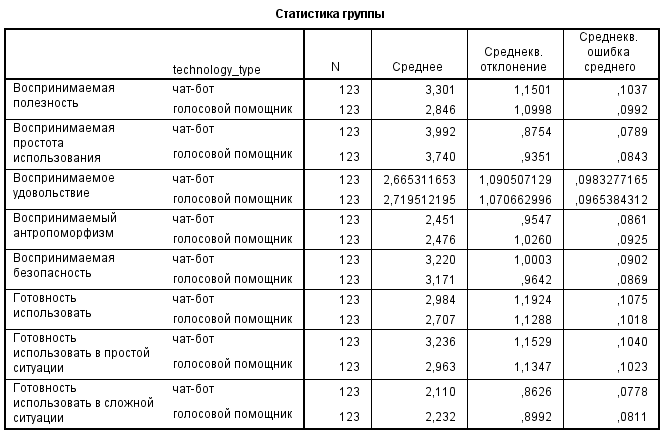 Статистика группы
technology_type N Среднее Среднекв. отклонение Среднекв. ошибка среднего
Воспринимаемая полезность чат-бот 123 3,301 1,1501 ,1037
голосовой помощник 123 2,846 1,0998 ,0992
Воспринимаемая простота использования чат-бот 123 3,992 ,8754 ,0789
голосовой помощник 123 3,740 ,9351 ,0843
Воспринимаемое удовольствие чат-бот 123 2,665311653 1,090507129 ,0983277165
голосовой помощник 123 2,719512195 1,070662996 ,0965384312
Воспринимаемый антропоморфизм чат-бот 123 2,451 ,9547 ,0861
голосовой помощник 123 2,476 1,0260 ,0925
Воспринимаемая безопасность чат-бот 123 3,220 1,0003 ,0902
голосовой помощник 123 3,171 ,9642 ,0869
Готовность использовать чат-бот 123 2,984 1,1924 ,1075
голосовой помощник 123 2,707 1,1288 ,1018
Готовность использовать в простой ситуации чат-бот 123 3,236 1,1529 ,1040
голосовой помощник 123 2,963 1,1347 ,1023
Готовность использовать в сложной ситуации чат-бот 123 2,110 ,8626 ,0778
голосовой помощник 123 2,232 ,8992 ,0811